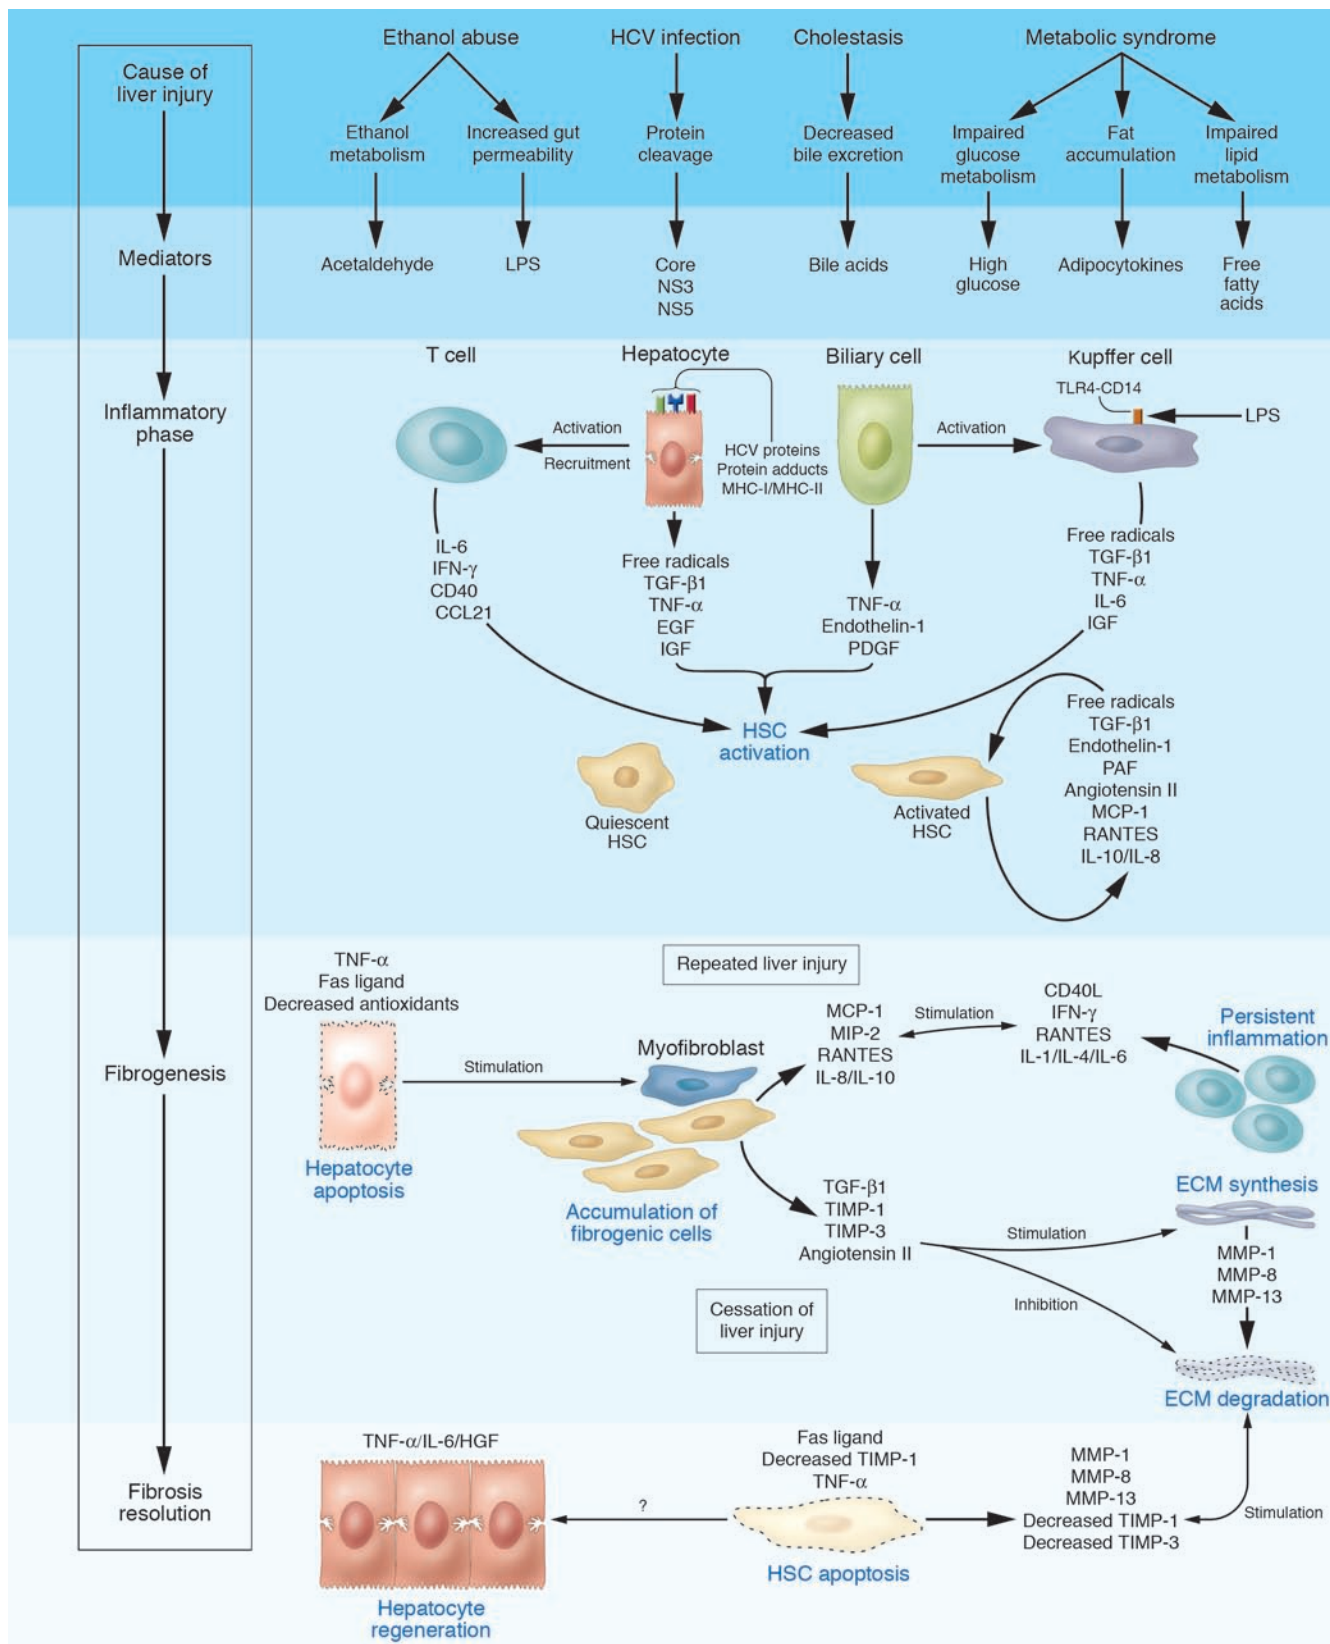 Cause of
liver injury
Mediators
Inflammatory
phase
Fibrogenesis
Fibrosis
resolution
Ethanol abuse
HCV infection
Cholestasis
Metabolic syndrome
Ethanol
metabolism
Increased gut
permeability
Protein
cleavage
Decreased
bile excretion
Impaired
glucose
metabolism
Fat
accumulation
Impaired
lipid
metabolism
Acetaldehyde
LPS
Core
NS3
NS5
Bile acids
High
glucose
Adipocytokines
Free
fatty
acids
T cell
Hepatocyte
Biliary cell
Kupffer cell
TLR4-CD14
LPS
Activation
Recruitment
HCV proteins
Protein adducts
MHC-I/MHC-II
Activation
IL-6
IFN-γ
CD40
CCL21
Free radicals
TGF-β1
TNF-α
EGF
IGF
TNF-α
Endothelin-1
PDGF
Free radicals
TGF-β1
TNF-α
IL-6
IGF
HSC
activation
Quiescent
HSC
Activated
HSC
Free radicals
TGF-β1
Endothelin-1
PAF
Angiotensin II
MCP-1
RANTES
IL-10/IL-8
TNF-α
Fas ligand
Decreased antioxidants
Repeated liver injury
Stimulation
Myofibroblast
MCP-1
MIP-2
RANTES
IL-8/IL-10
Stimulation
CD40L
IFN-γ
RANTES
IL-1/IL-4/IL-6
Persistent
inflammation
Hepatocyte
apoptosis
Accumulation of
fibrogenic cells
TGF-β1
TIMP-1
TIMP-3
Angiotensin II
Stimulation
Inhibition
ECM synthesis
MMP-1
MMP-8
MMP-13
Cessation of
liver injury
ECM degradation
TNF-α/IL-6/HGF
Fas ligand
Decreased TIMP-1
TNF-α
?
MMP-1
MMP-8
MMP-13
Decreased TIMP-1
Decreased TIMP-3
Stimulation
HSC apoptosis
Hepatocyte
regeneration